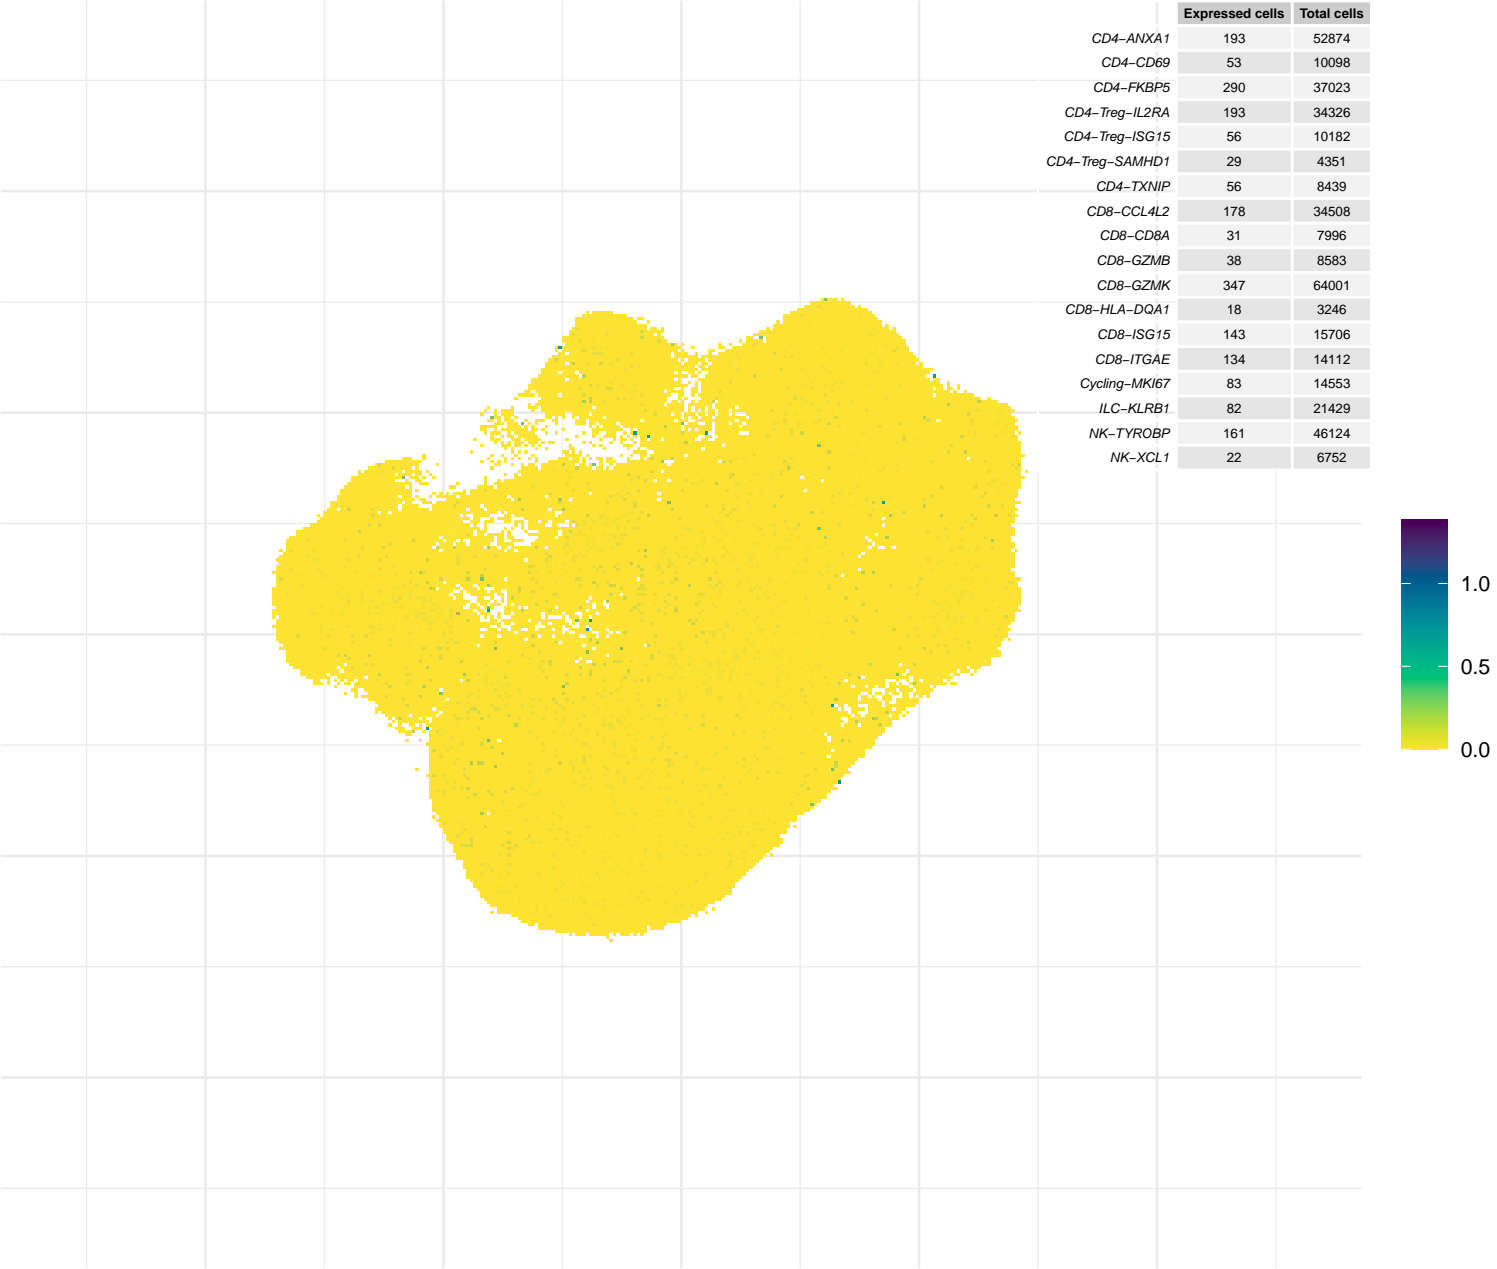 Expressed cells Total cells
CD4−ANXA1 193 52874
CD4−CD69 53 10098
CD4−FKBP5 290 37023
CD4−Treg−IL2RA 193 34326
CD4−Treg−ISG15 56 10182
CD4−Treg−SAMHD1 29 4351
CD4−TXNIP 56 8439
CD8−CCL4L2 178 34508
CD8−CD8A 31 7996
CD8−GZMB 38 8583
CD8−GZMK 347 64001
CD8−HLA−DQA1 18 3246
CD8−ISG15 143 15706
CD8−ITGAE 134 14112
Cycling−MKI67 83 14553
ILC−KLRB1 82 21429
NK−TYROBP 161 46124
NK−XCL1 22 6752
1.0
0.5
0.0